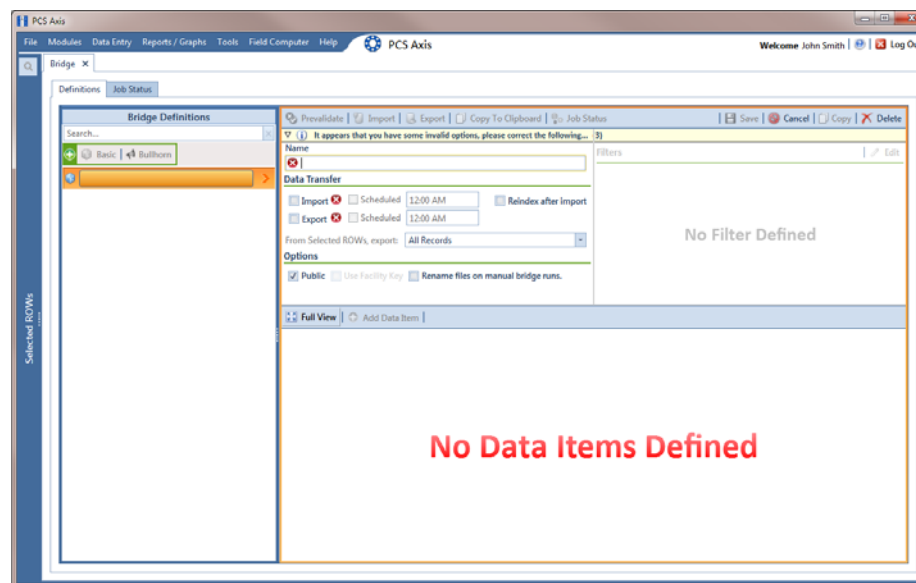 PCS Axis
File Modules Data Entry Reports / Graphs Tools Field Computer Help PCS Axis Welcome John Smith Log Ou
Bridge
Definitions Job Status
Bridge Definitions
Prevalidate Import Export Copy To Clipboard Job Status Save Cancel Copy Delete
Search...
It appears that you have some invalid options, please correct the following... (3)
Basic Bullhorn
Name
Filters Edit
Data Transfer
Import Scheduled 12:00 AM Reindex after import
Export Scheduled 12:00 AM
No Filter Defined
From Selected ROWs, export: All Records
Options
Public Use Facility Key Rename files on manual bridge runs.
Selected ROWs
Full View Add Data Item
No Data Items Defined